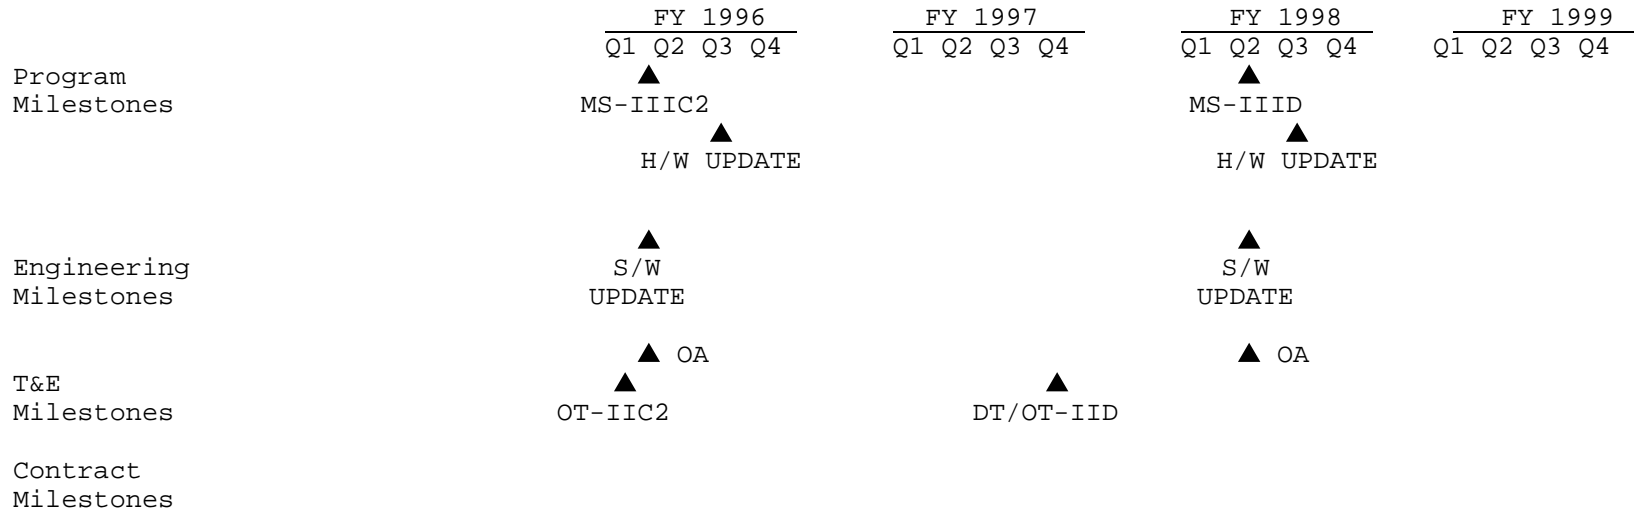 FY 1996 FY 1997 FY 1998 FY 1999
Q1 Q2 Q3 Q4 Q1 Q2 Q3 Q4 Q1 Q2 Q3 Q4 Q1 Q2 Q3 Q4
Program ▲ ▲
Milestones MS-IIIC2 MS-IIID
▲ ▲
H/W UPDATE H/W UPDATE
▲ ▲
Engineering S/W S/W
Milestones UPDATE UPDATE
▲ OA ▲ OA
T&E ▲ ▲
Milestones OT-IIC2 DT/OT-IID
Contract
Milestones